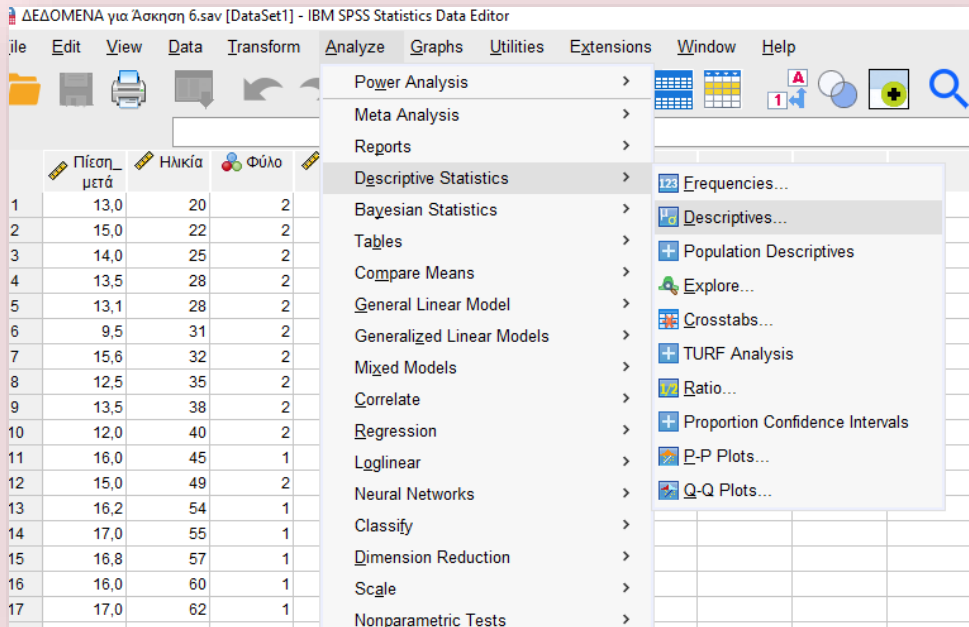 ΔΕΔΟΜΕΝΑ για Άσκηση 6.sav [DataSet1] - IBM SPSS Statistics Data Editor
ile Edit View Data Transform Analyze Graphs Utilities Extensions Window Help
Power Analysis
Meta Analysis
Reports
Descriptive Statistics
Bayesian Statistics
Tables
Compare Means
General Linear Model
Generalized Linear Models
Mixed Models
Correlate
Regression
Loglinear
Neural Networks
Classify
Dimension Reduction
Scale
Nonparametric Tests
Frequencies...
Descriptives...
Population Descriptives
Explore...
Crosstabs...
TURF Analysis
Ratio...
Proportion Confidence Intervals
P-P Plots...
Q-Q Plots...
Πίεση_ Ηλικία Φύλο
μετά
1 13,0 20 2
2 15,0 22 2
3 14,0 25 2
4 13,5 28 2
5 13,1 28 2
6 9,5 31 2
7 15,6 32 2
8 12,5 35 2
9 13,5 38 2
10 12,0 40 2
11 16,0 45 1
12 15,0 49 2
13 16,2 54 1
14 17,0 55 1
15 16,8 57 1
16 16,0 60 1
17 17,0 62 1